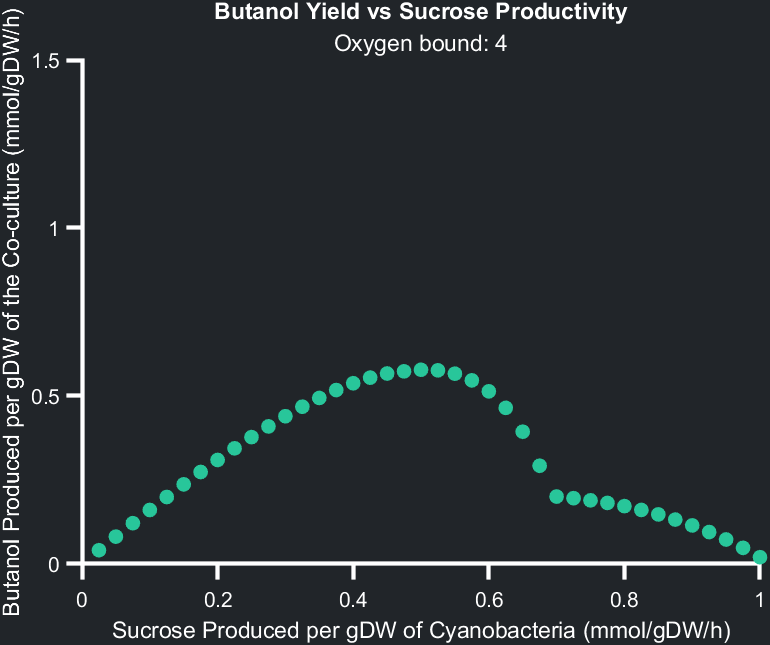 Butanol Yield vs Sucrose Productivity
Oxygen bound: 4
Butanol Produced per gDW of the Co-culture (mmol/gDW/h)
1.5
1
0.5
0
0 0.2 0.4 0.6 0.8 1
Sucrose Produced per gDW of Cyanobacteria (mmol/gDW/h)